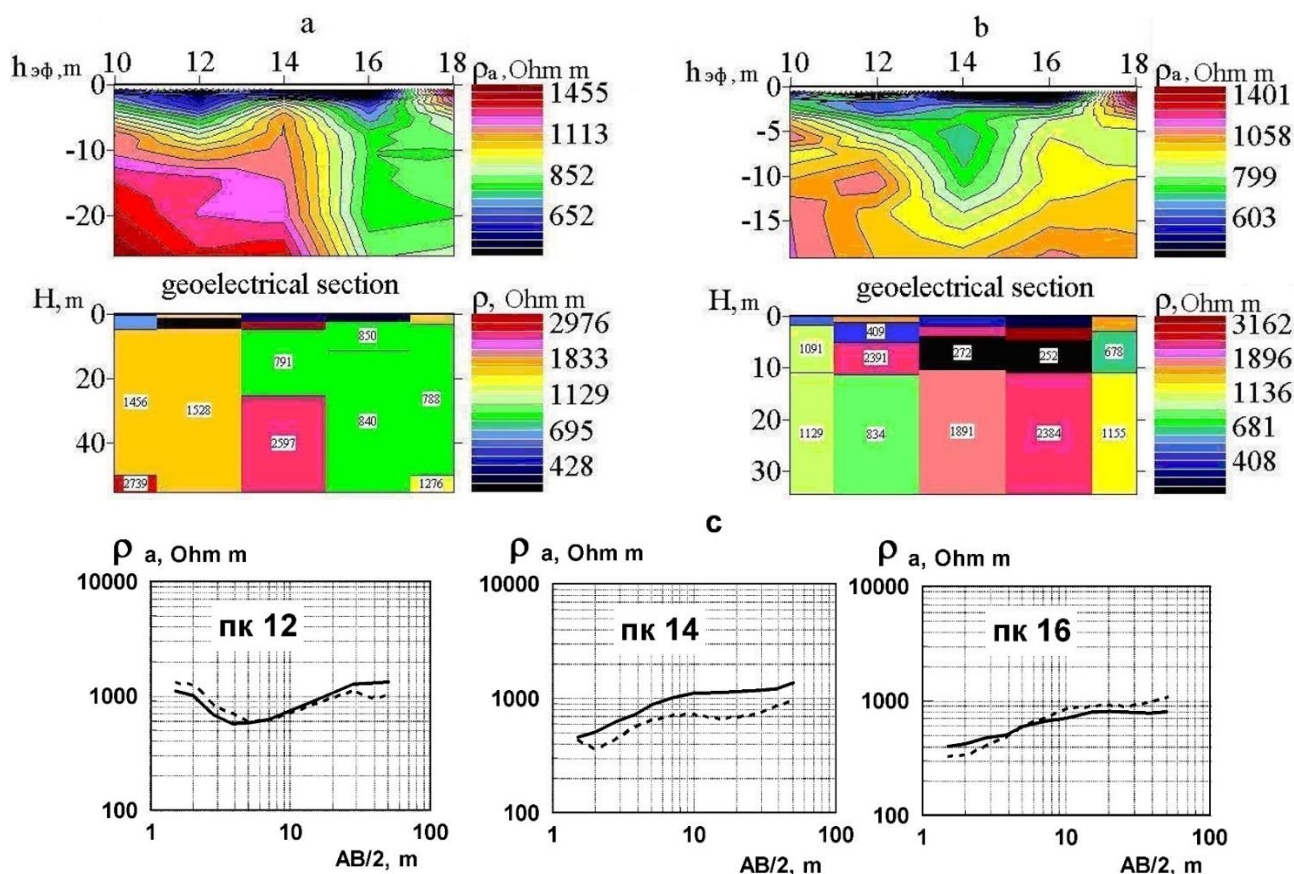 a
10 12 14 16 18
hэф,m
ρa, Ohm m
0
-10
-20
1455
1113
852
652
b
10 12 14 16 18
hэф,m
ρa, Ohm m
0
-5
-10
-15
1401
1058
799
603
geoelectrical section
H, m
ρ, Ohm m
0
20
40
850
791
1456
1528
840
788
2597
2739
1276
2976
1833
1129
695
428
geoelectrical section
H, m
ρ, Ohm m
0
10
20
30
409
1091
2391
272
252
678
1129
834
1891
2384
1155
3162
1896
1136
681
408
c
ρ a, Ohm m
10000
1000
100
пк 12
1 10 100
AB/2, m
ρ a, Ohm m
10000
1000
100
пк 14
1 10 100
AB/2, m
ρ a, Ohm m
10000
1000
100
пк 16
1 10 100
AB/2, m